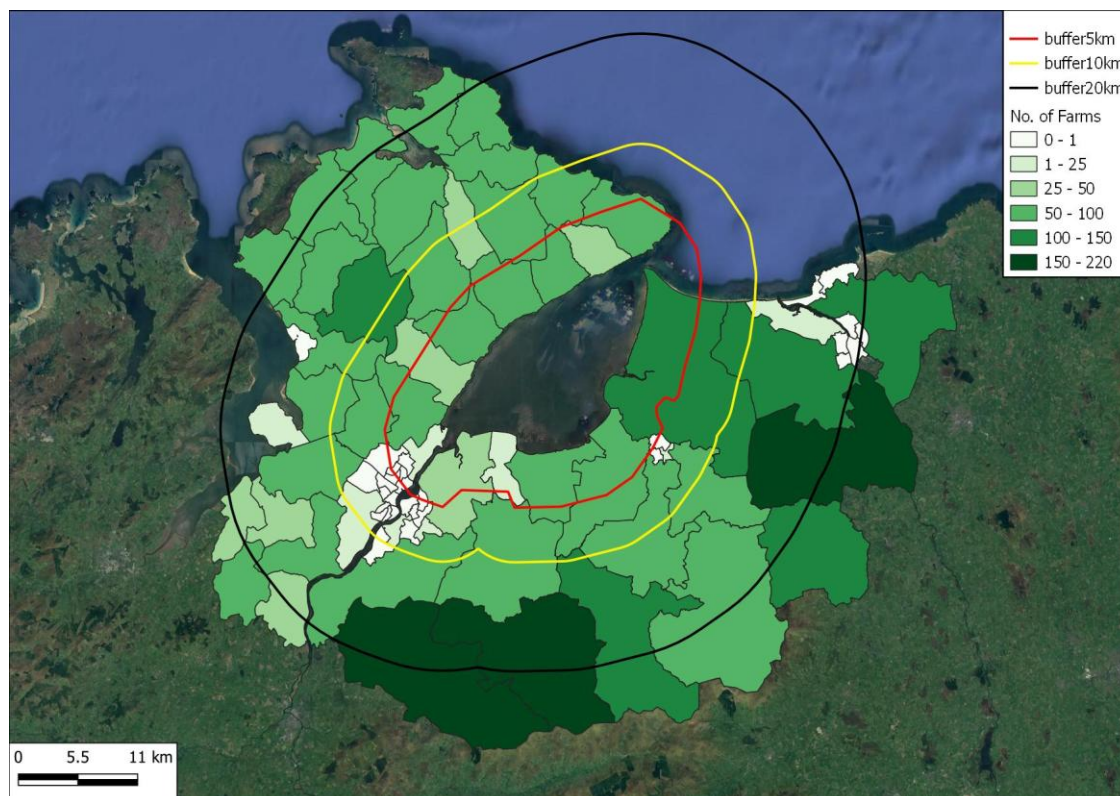 buffer5km
buffer10km
buffer20km
No. of Farms
0 - 1
1 - 25
25 - 50
50 - 100
100 - 150
150 - 220
0 5.5 11 km